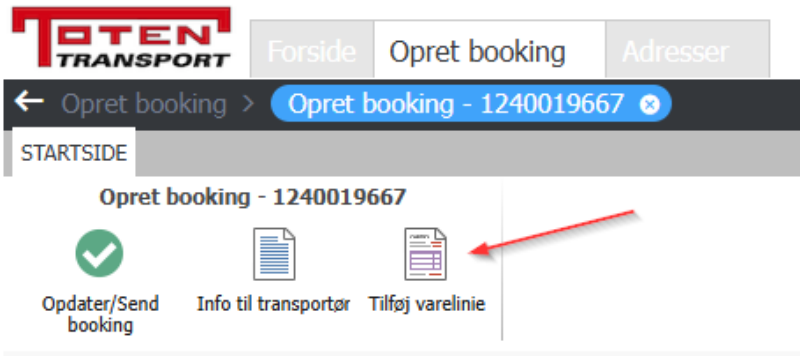 TOTEN
TRANSPORT
Forside
Opret booking
Adresser
Opret booking >
Opret booking - 1240019667
STARTSIDE
Opret booking - 1240019667
Opdater/Send
booking
Info til transportør
Tilføj varelinie